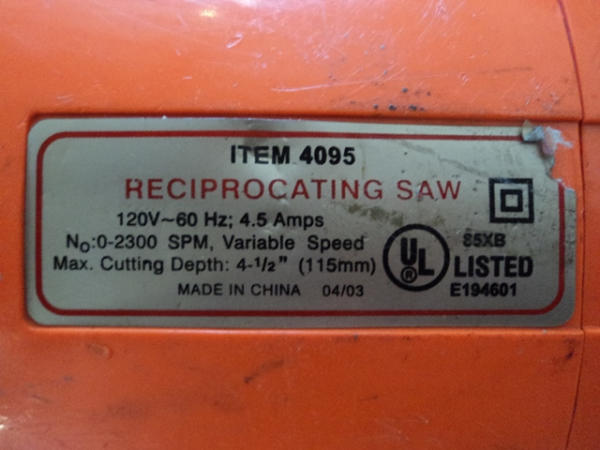 ITEM 4095
RECIPROCATING SAW
120V~60 Hz; 4.5 Amps
No:0-2300 SPM, Variable Speed
Max. Cutting Depth: 4-1/2" (115mm)
MADE IN CHINA 04/03
UL
®
85XB
LISTED
E194601